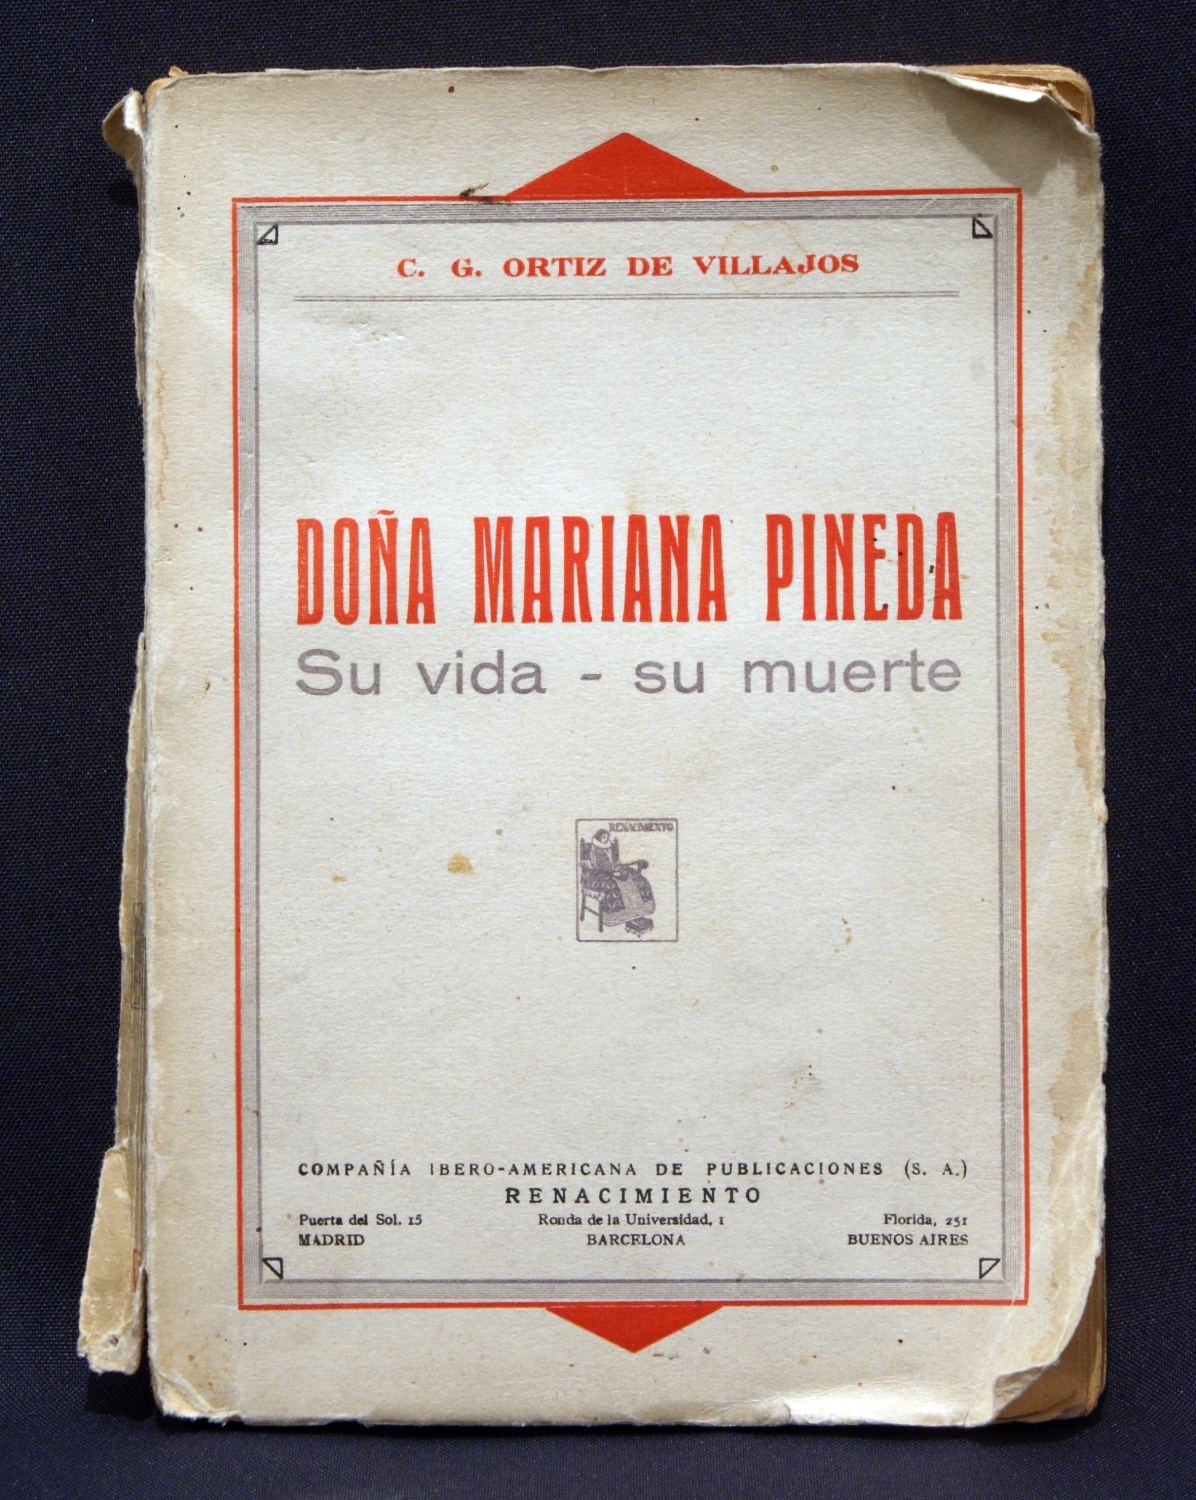 C. G. ORTIZ DE VILLAJOS
DOÑA MARIANA PINEDA
Su vida - su muerte
RENACIMIENTO
COMPAÑÍA IBERO-AMERICANA DE PUBLICACIONES (S. A.)
RENACIMIENTO
Puerta del Sol. 15 Ronda de la Universidad, 1 Florida, 251
MADRID BARCELONA BUENOS AIRES